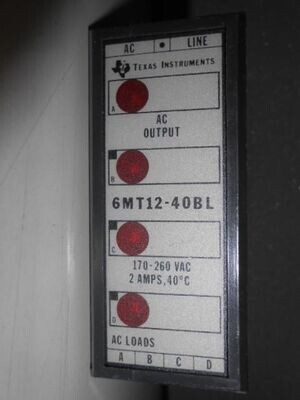 AC • LINE
TEXAS INSTRUMENTS
A
AC
OUTPUT
B
6MT12-40BL
C
170-260 VAC
2 AMPS, 40°C
D
AC LOADS
A B C D